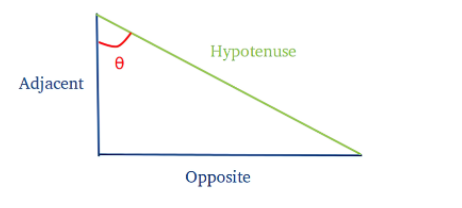 Hypotenuse
θ
Adjacent
Opposite